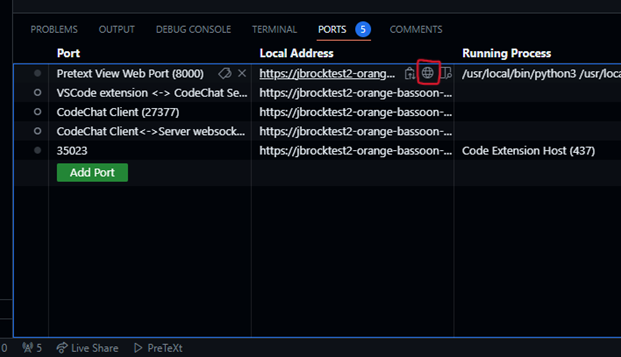 PROBLEMS OUTPUT DEBUG CONSOLE TERMINAL PORTS 5 COMMENTS
Port Local Address Running Process
Pretext View Web Port (8000) https://jbrocktest2-orang... /usr/local/bin/python3 /usr/loca
VSCode extension <-> CodeChat Se... https://jbrocktest2-orange-bassoon-...
CodeChat Client (27377) https://jbrocktest2-orange-bassoon-...
CodeChat Client<->Server websock... https://jbrocktest2-orange-bassoon-...
35023 https://jbrocktest2-orange-bassoon-... Code Extension Host (437)
Add Port
0 5 Live Share PreTeXt